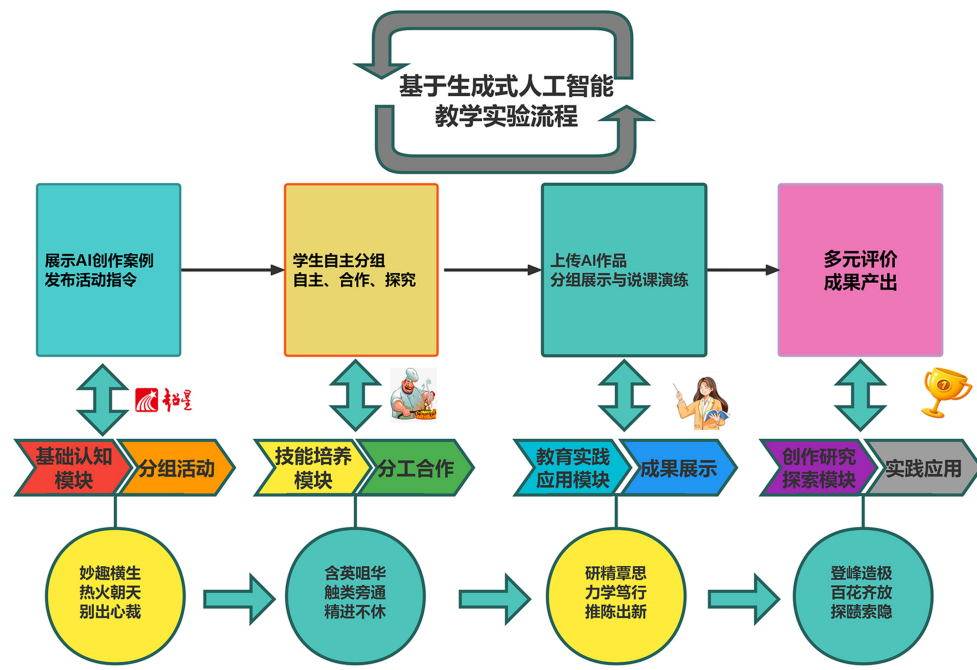 基于生成式人工智能
教学实验流程
展示AI创作案例
发布活动指令
学生自主分组
自主、合作、探究
上传AI作品
分组展示与说课演练
多元评价
成果产出
超星
基础认知
模块
分组活动
技能培养
模块
分工合作
教育实践
应用模块
成果展示
创作研究
探索模块
实践应用
妙趣横生
热火朝天
别出心裁
含英咀华
触类旁通
精进不休
研精覃思
力学笃行
推陈出新
登峰造极
百花齐放
探赜索隐
1